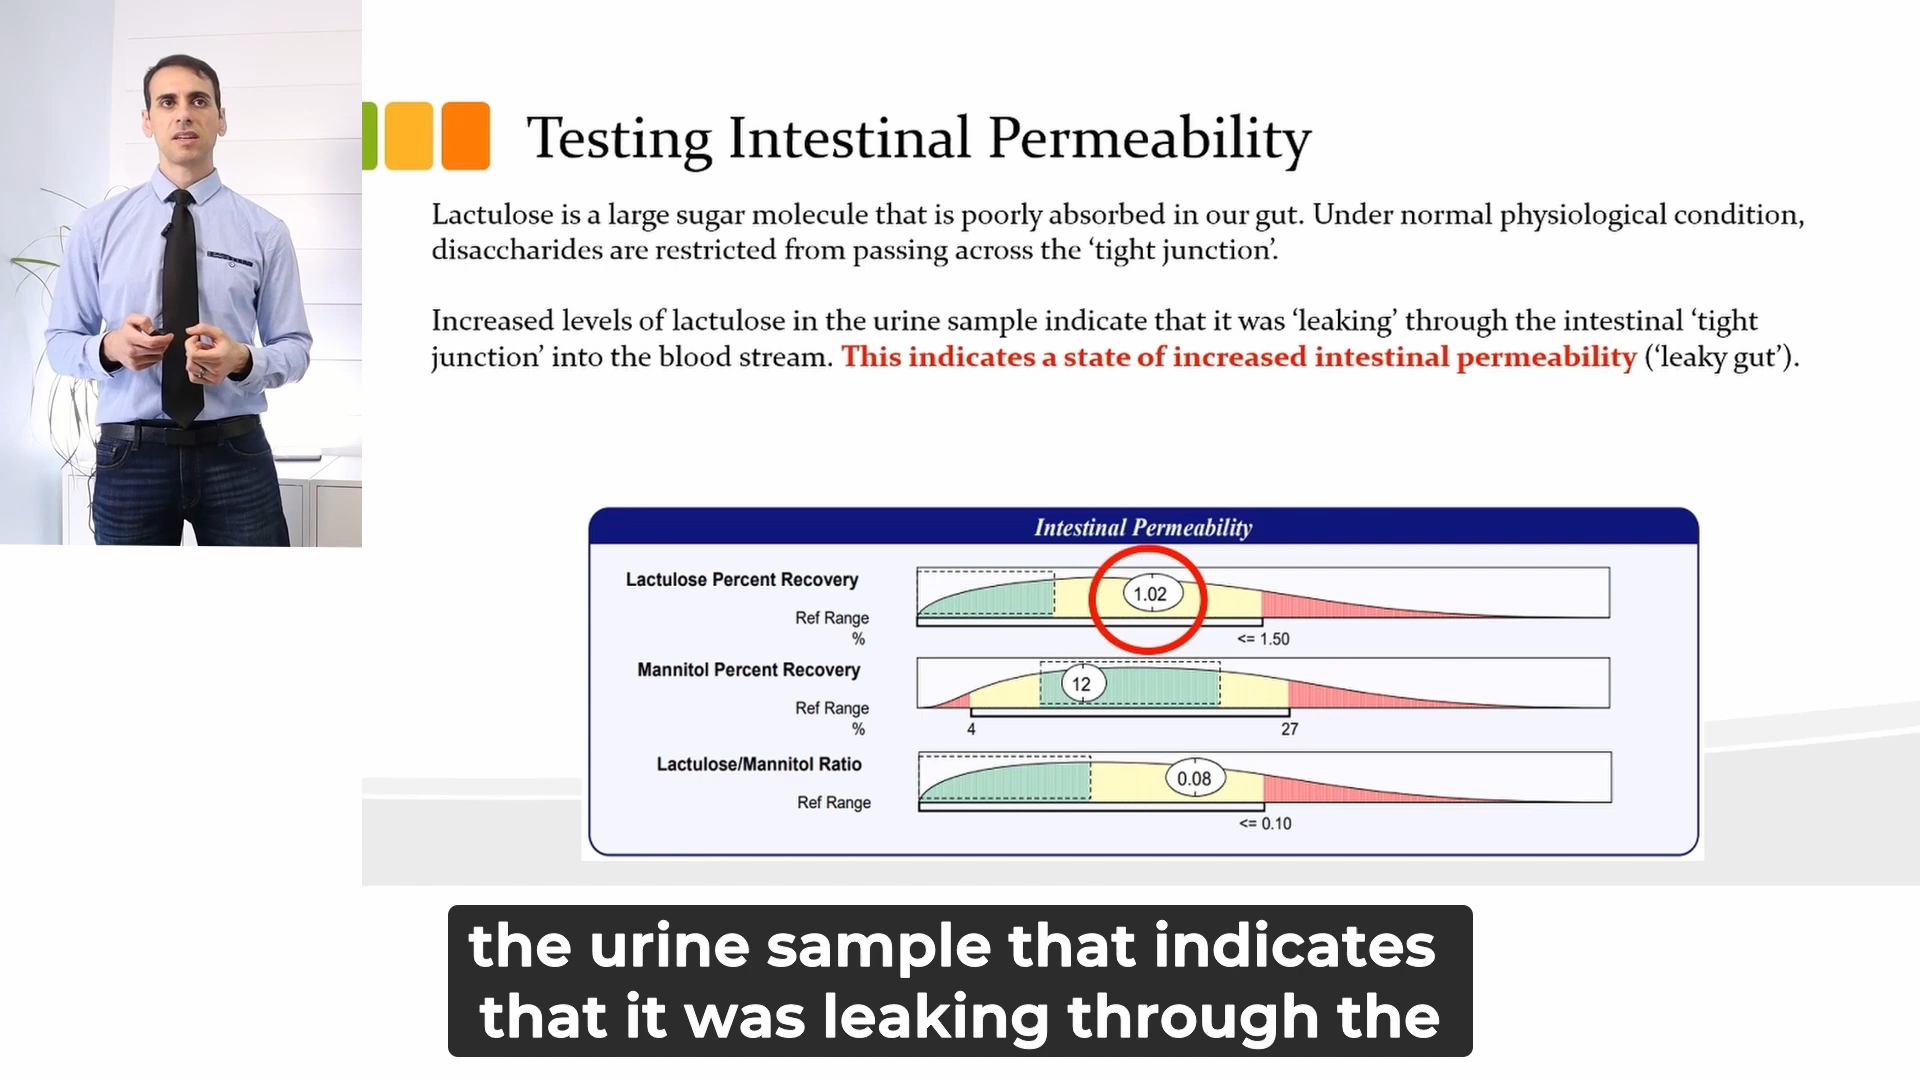 Testing Intestinal Permeability
Lactulose is a large sugar molecule that is poorly absorbed in our gut. Under normal physiological condition,
disaccharides are restricted from passing across the ‘tight junction’.
Increased levels of lactulose in the urine sample indicate that it was ‘leaking’ through the intestinal ‘tight
junction’ into the blood stream. This indicates a state of increased intestinal permeability (‘leaky gut’).
Intestinal Permeability
Lactulose Percent Recovery
1.02
Ref Range
%
<= 1.50
Mannitol Percent Recovery
12
Ref Range
%
4
27
Lactulose/Mannitol Ratio
0.08
Ref Range
<= 0.10
the urine sample that indicates
that it was leaking through the